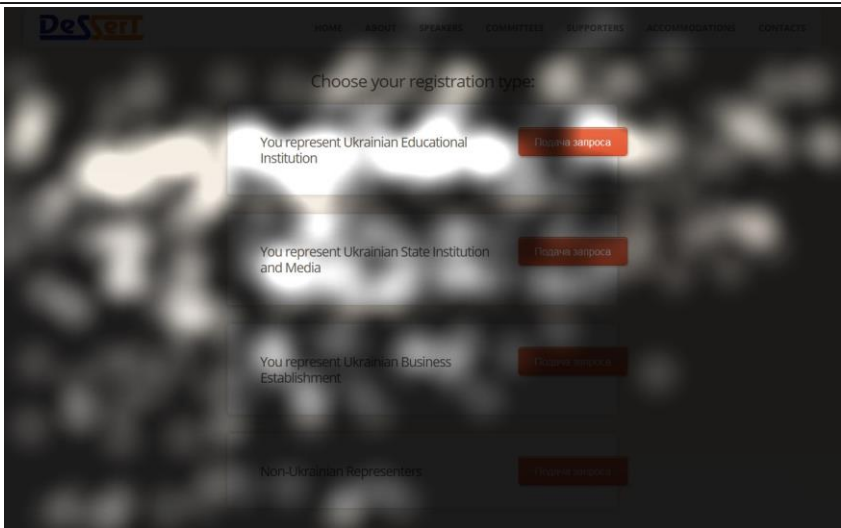 DeSSerT
HOME ABOUT SPEAKERS COMMITTEES SUPPORTERS ACCOMMODATIONS CONTACTS
Choose your registration type:
You represent Ukrainian Educational
Institution
Подача запроса
You represent Ukrainian State Institution
and Media
Подача запроса
You represent Ukrainian Business
Establishment
Подача запроса
Non-Ukrainian Representers
Подача запроса